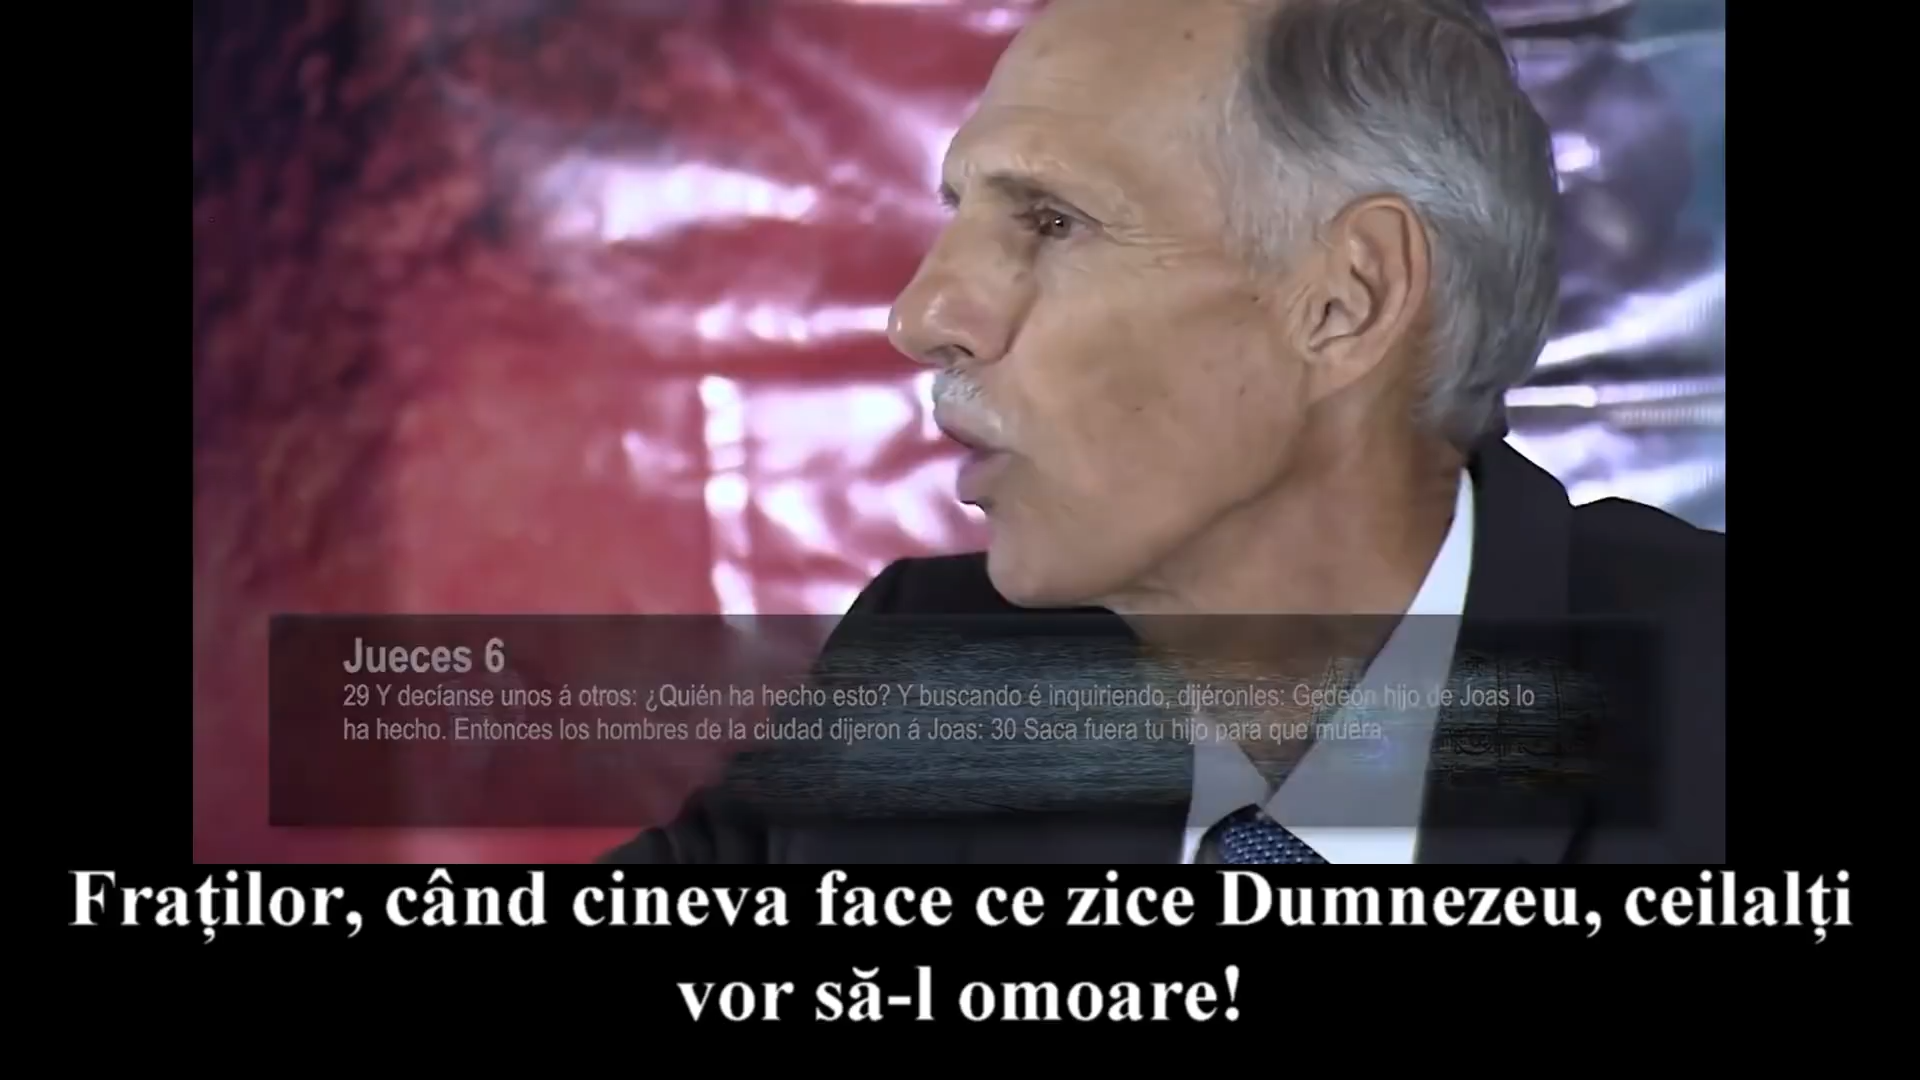 Jueces 6
29 Y decíanse unos á otros: ¿Quién ha hecho esto? Y buscando é inquiriendo, dijéronles: Gedeón hijo de Joas lo
ha hecho. Entonces los hombres de la ciudad dijeron á Joas: 30 Saca fuera tu hijo para que muera,
Fraților, când cineva face ce zice Dumnezeu, ceilalți
vor să-l omoare!